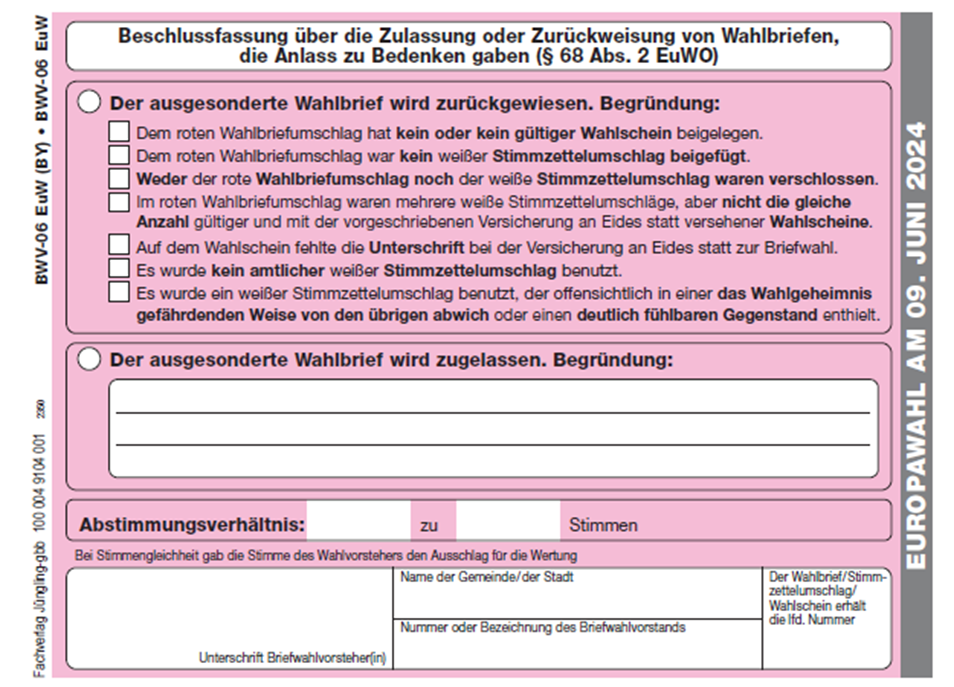 Beschlussfassung über die Zulassung oder Zurückweisung von Wahlbriefen,
die Anlass zu Bedenken gaben (§ 68 Abs. 2 EuWO)
Der ausgesonderte Wahlbrief wird zurückgewiesen. Begründung:
Dem roten Wahlbriefumschlag hat kein oder kein gültiger Wahlschein beigelegen.
Dem roten Wahlbriefumschlag war kein weißer Stimmzettelumschlag beigefügt.
Weder der rote Wahlbriefumschlag noch der weiße Stimmzettelumschlag waren verschlossen.
Im roten Wahlbriefumschlag waren mehrere weiße Stimmzettelumschläge, aber nicht die gleiche
Anzahl gültiger und mit der vorgeschriebenen Versicherung an Eides statt versehener Wahlscheine.
Auf dem Wahlschein fehlte die Unterschrift bei der Versicherung an Eides statt zur Briefwahl.
Es wurde kein amtlicher weißer Stimmzettelumschlag benutzt.
Es wurde ein weißer Stimmzettelumschlag benutzt, der offensichtlich in einer das Wahlgeheimnis
gefährdenden Weise von den übrigen abwich oder einen deutlich fühlbaren Gegenstand enthielt.
Der ausgesonderte Wahlbrief wird zugelassen. Begründung:
Abstimmungsverhältnis: zu Stimmen
Bei Stimmengleichheit gab die Stimme des Wahlvorstehers den Ausschlag für die Wertung
Unterschrift Briefwahlvorsteher(in)
Name der Gemeinde/der Stadt
Nummer oder Bezeichnung des Briefwahlvorstands
Der Wahlbrief/Stimm-
zettelumschlag/
Wahlschein erhält
die lfd. Nummer
BWV-06 EuW (BY) • BWV-06 EuW
Fachverlag Jüngling-gbb 100 004 9104 001 2350
EUROPAWAHL AM 09. JUNI 2024